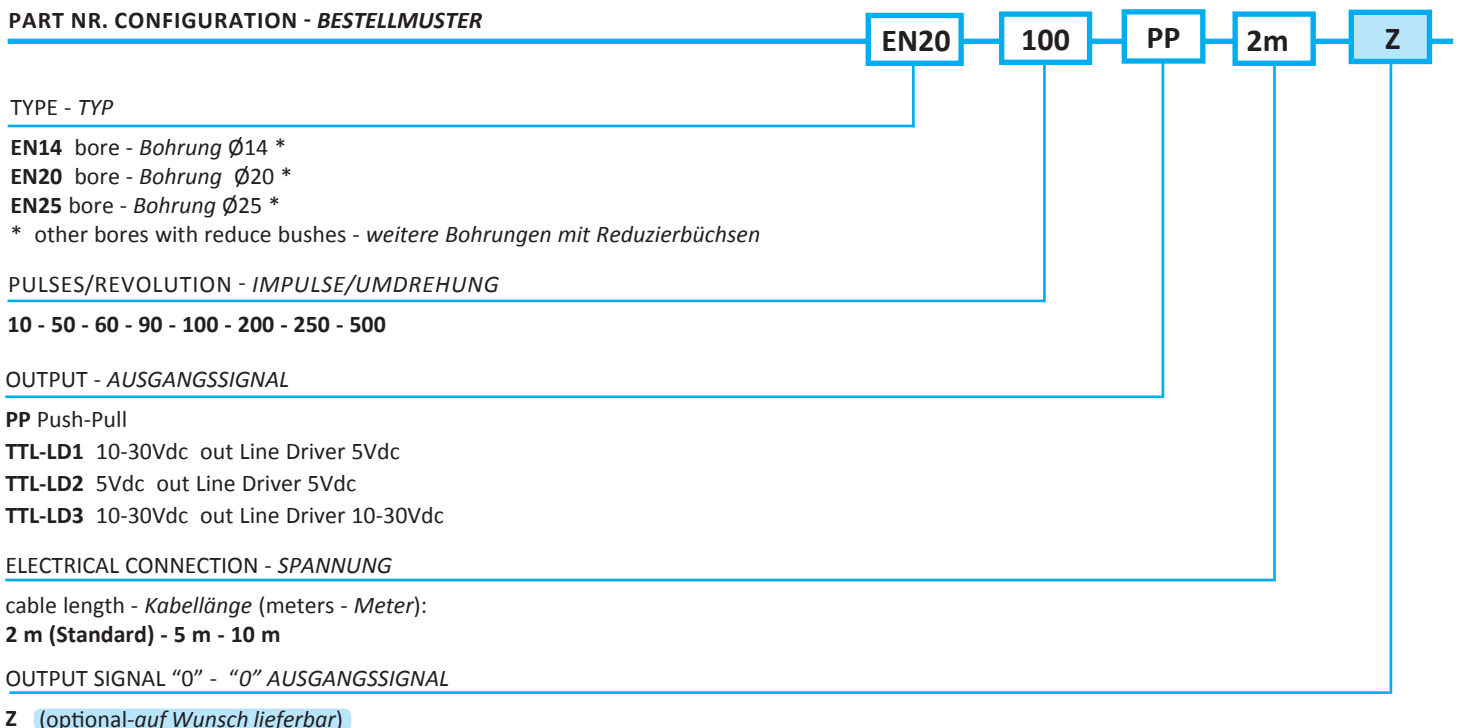 PART NR. CONFIGURATION - BESTELLMUSTER
EN20 100 PP 2m Z
TYPE - TYP
EN14 bore - Bohrung Ø14 *
EN20 bore - Bohrung Ø20 *
EN25 bore - Bohrung Ø25 *
* other bores with reduce bushes - weitere Bohrungen mit Reduzierbüchsen
PULSES/REVOLUTION - IMPULSE/UMDREHUNG
10 - 50 - 60 - 90 - 100 - 200 - 250 - 500
OUTPUT - AUSGANGSSIGNAL
PP Push-Pull
TTL-LD1 10-30Vdc out Line Driver 5Vdc
TTL-LD2 5Vdc out Line Driver 5Vdc
TTL-LD3 10-30Vdc out Line Driver 10-30Vdc
ELECTRICAL CONNECTION - SPANNUNG
cable length - Kabellänge (meters - Meter):
2 m (Standard) - 5 m - 10 m
OUTPUT SIGNAL “0” - “0” AUSGANGSSIGNAL
Z (optional-auf Wunsch lieferbar)